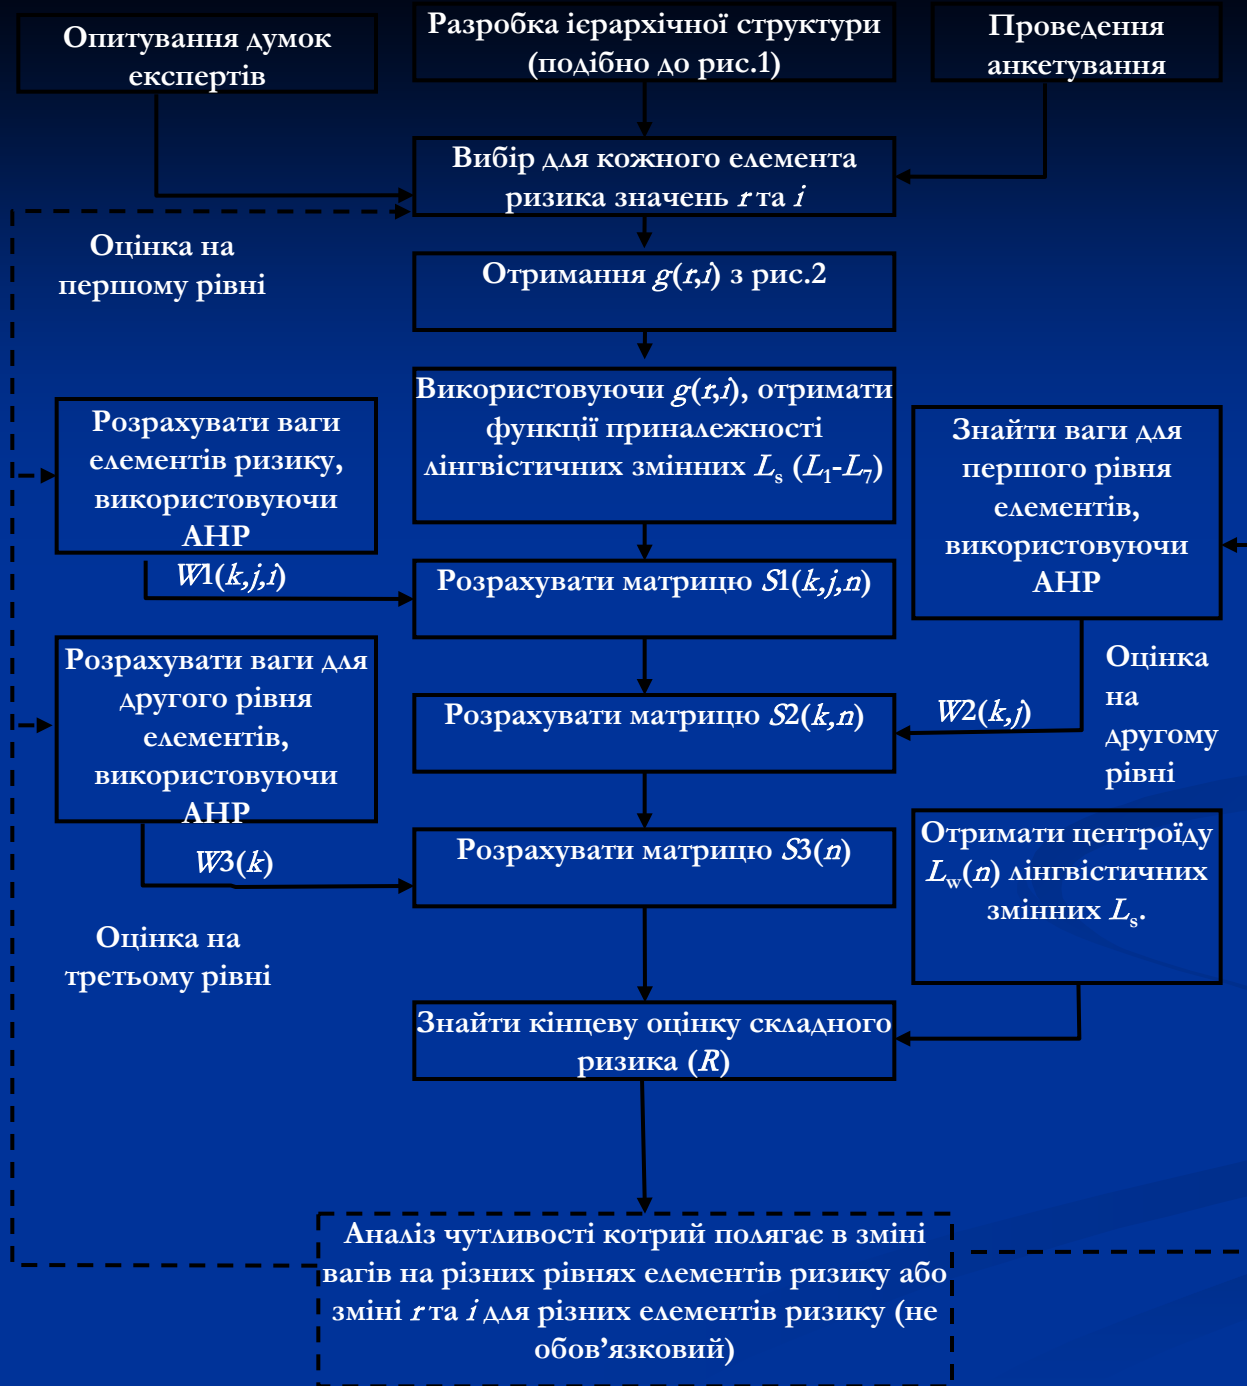 Опитування думок
експертів
Разробка ієрархічної структури
(подібно до рис.1)
Проведення
анкетування
Вибір для кожного елемента
ризика значень r та i
Оцінка на
першому рівні
Отримання g(r,i) з рис.2
Використовуючи g(r,i), отримати
функції приналежності
лінгвістичних змінних Ls (L1-L7)
Розрахувати ваги
елементів ризику,
використовуючи
АНР
Знайти ваги для
першого рівня
елементів,
використовуючи
АНР
W1(k,j,i)
Розрахувати матрицю S1(k,j,n)
Розрахувати ваги для
другого рівня
елементів,
використовуючи
АНР
Розрахувати матрицю S2(k,n)
W2(k,j)
Оцінка
на
другому
рівні
W3(k)
Розрахувати матрицю S3(n)
Отримати центроїду
Lw(n) лінгвістичних
змінних Ls.
Оцінка на
третьому рівні
Знайти кінцеву оцінку складного
ризика (R)
Аналіз чутливості котрий полягає в зміні
вагів на різних рівнях елементів ризику або
зміні r та i для різних елементів ризику (не
обов’язковий)